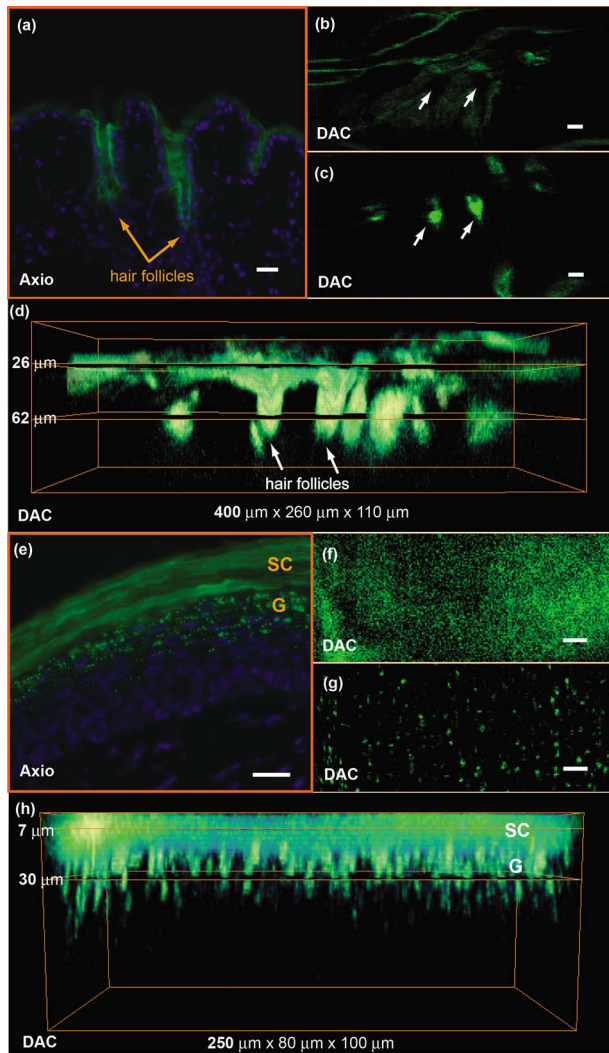 (a)
hair follicles
Axio
(b)
DAC
(c)
DAC
(d)
26 μm
62 μm
hair follicles
DAC
400 μm x 260 μm x 110 μm
(e)
SC
G
Axio
(f)
DAC
(g)
DAC
(h)
7 μm
SC
G
30 μm
DAC
250 μm x 80 μm x 100 μm